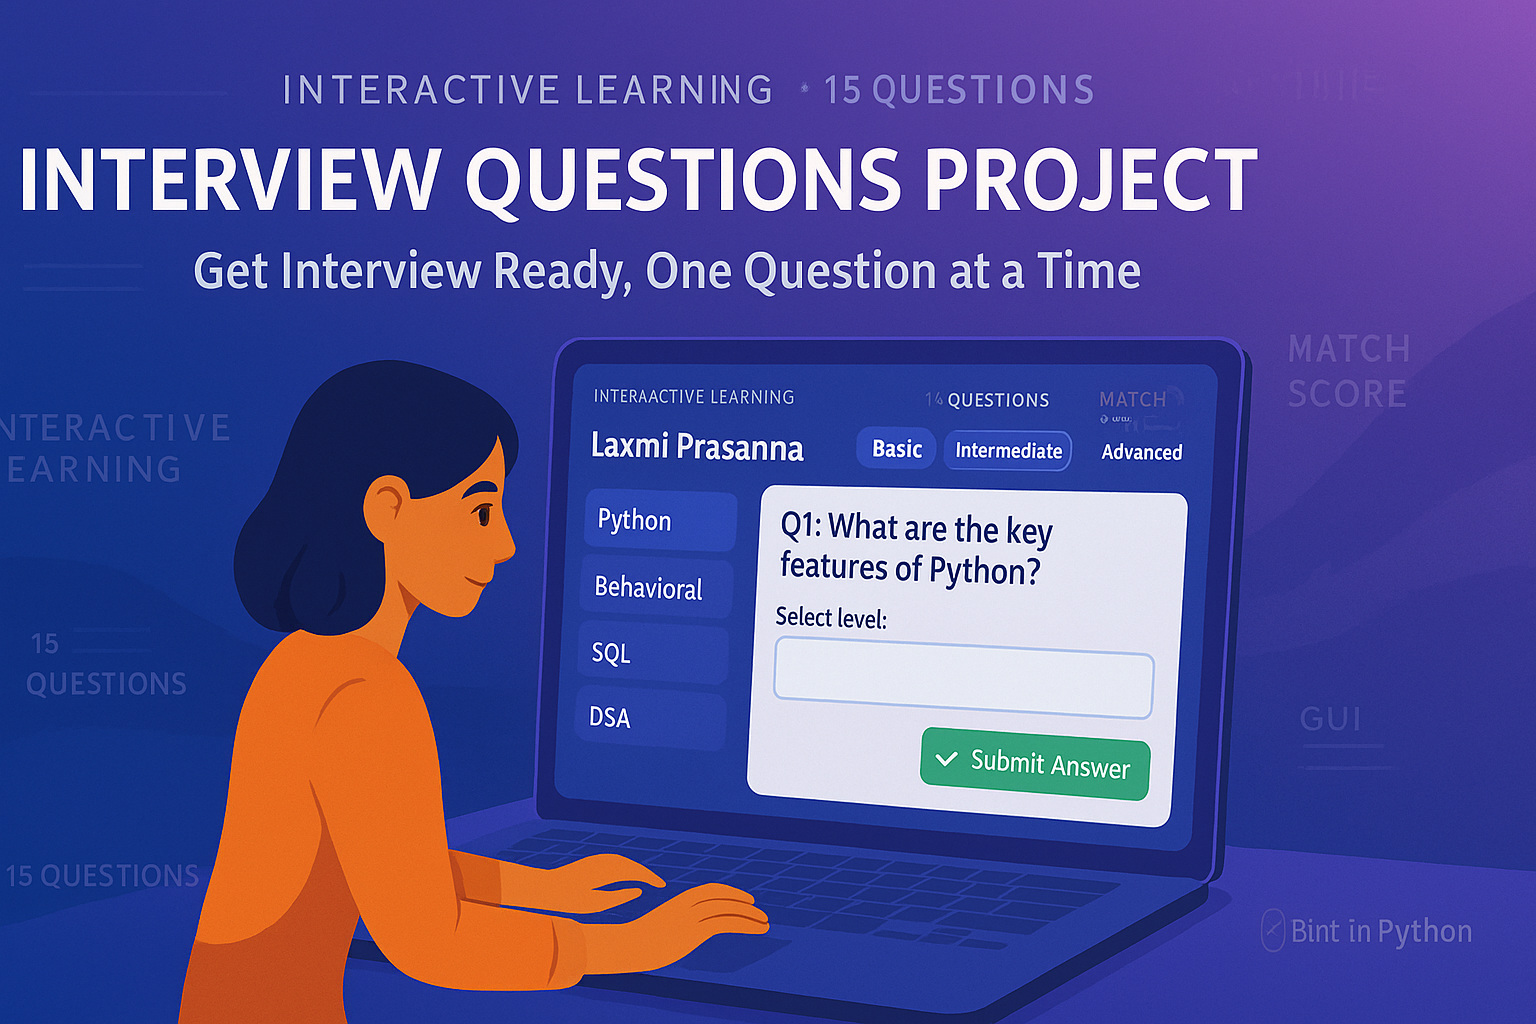 INTERACTIVE LEARNING • 15 QUESTIONS
INTERVIEW QUESTIONS PROJECT
Get Interview Ready, One Question at a Time
MATCH
SCORE
NTERACTIVE
EARNING
INTERAACTIVE LEARNING
QUESTIONS
MATCH
Laxmi Prasanna
Basic
Intermediate
Advanced
Python
Behavioral
SQL
DSA
Q1: What are the key
features of Python?
Select level:
Submit Answer
15
QUESTIONS
GUI
15 QUESTIONS
Bint in Python